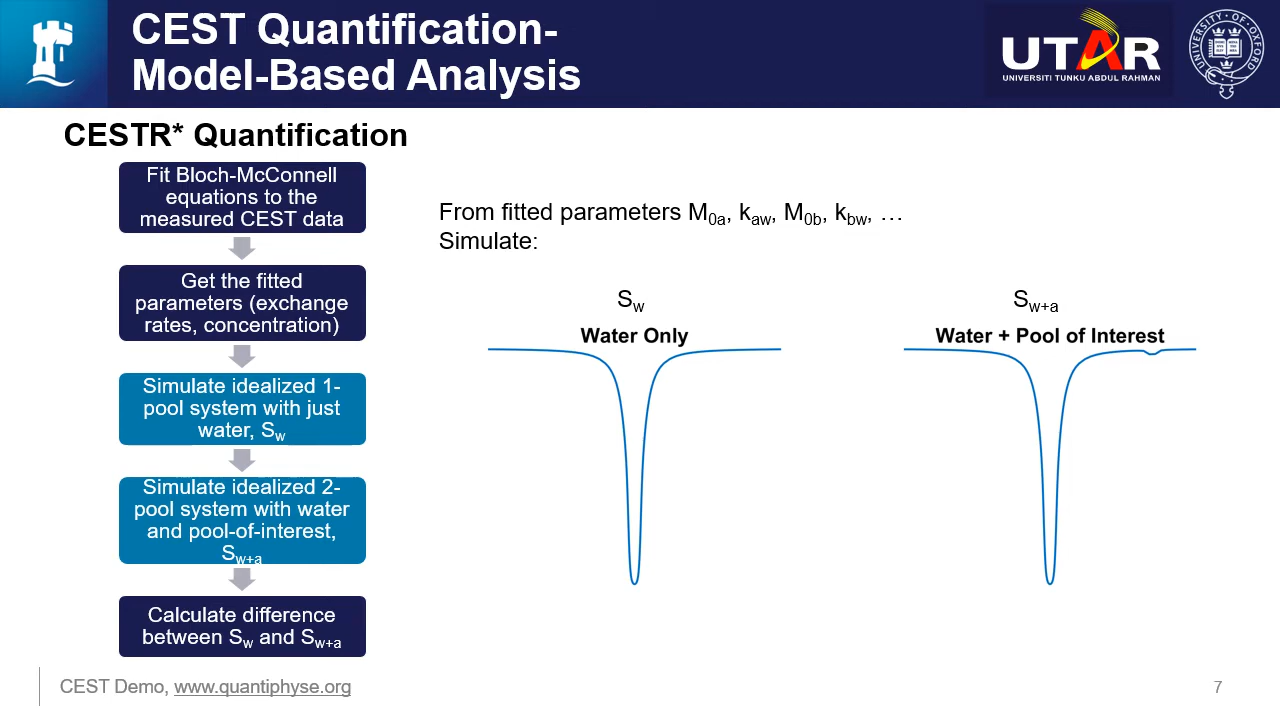 CEST Quantification-
Model-Based Analysis
UTAR
UNIVERSITI TUNKU ABDUL RAHMAN
UNIVERSITY·OF·OXFORD
CESTR* Quantification
Fit Bloch-McConnell
equations to the
measured CEST data
Get the fitted
parameters (exchange
rates, concentration)
Simulate idealized 1-
pool system with just
water, Sw
Simulate idealized 2-
pool system with water
and pool-of-interest,
Sw+a
Calculate difference
between Sw and Sw+a
From fitted parameters M0a, kaw, M0b, kbw, …
Simulate:
Sw
Water Only
Sw+a
Water + Pool of Interest
CEST Demo, www.quantiphyse.org
7